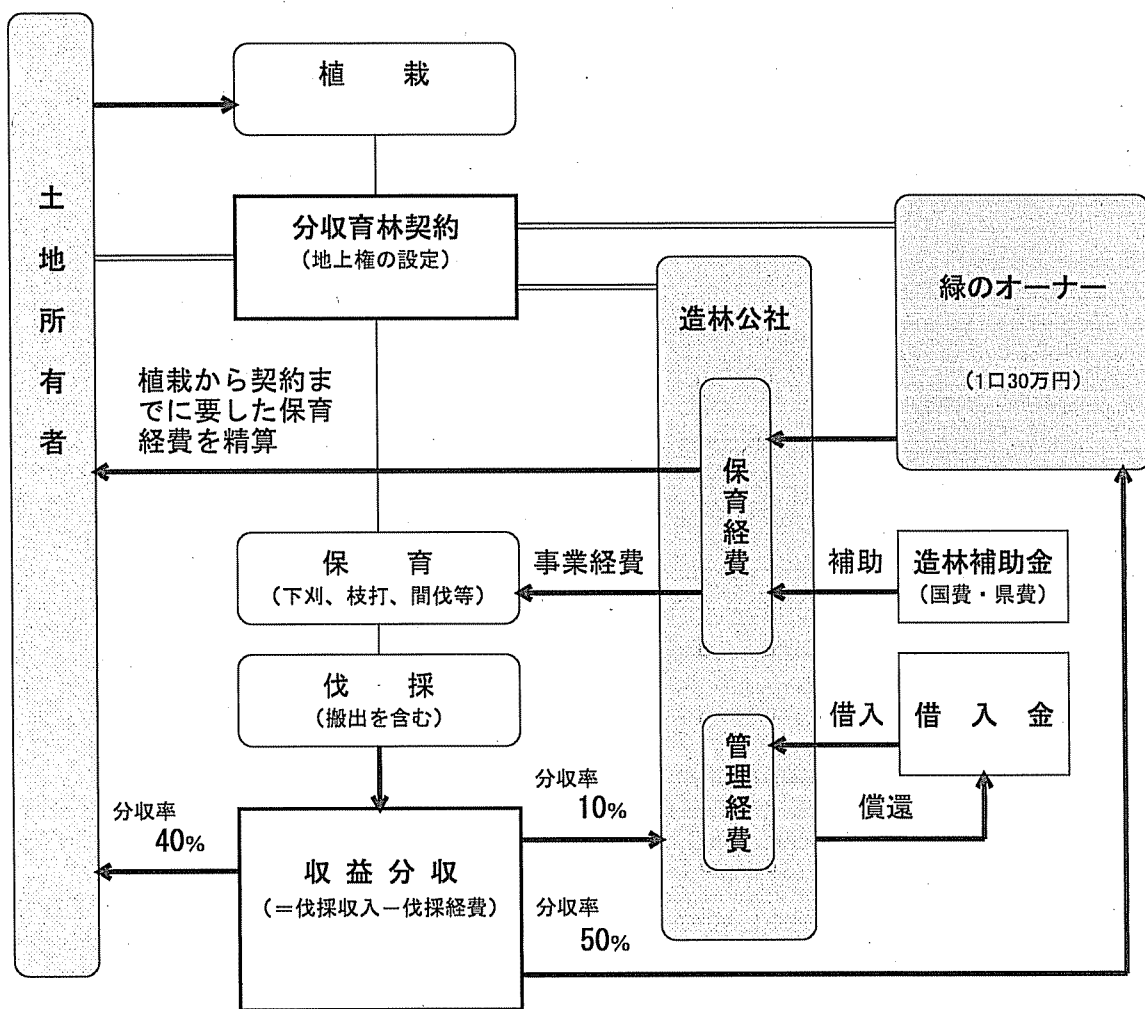 土地所有者
植　栽
分収育林契約
（地上権の設定）
緑のオーナー
（1口30万円）
造林公社
植栽から契約ま
でに要した保育
経費を精算
保育経費
保　育
（下刈、枝打、間伐等）
事業経費
補助
造林補助金
（国費・県費）
伐　採
（搬出を含む）
管理経費
借入
借　入　金
償還
分収率
40%
分収率
10%
収 益 分 収
（＝伐採収入－伐採経費）
分収率
50%